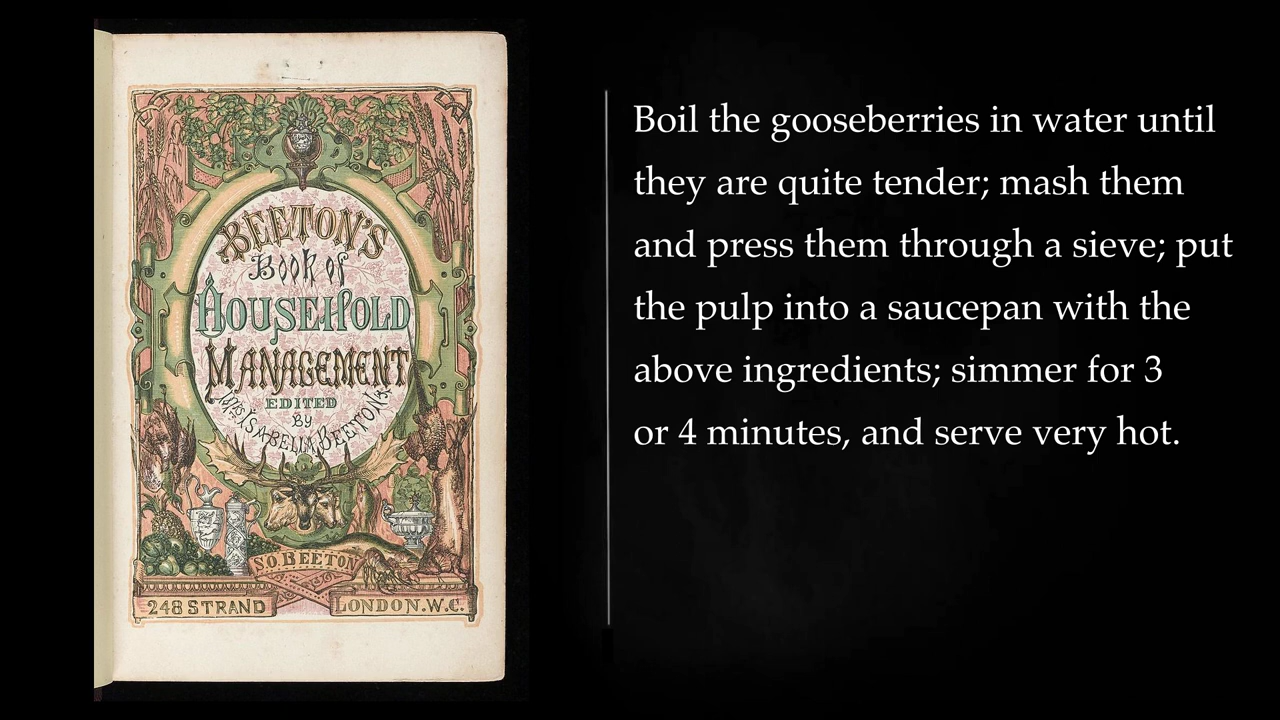 BEETON'S
Book of
HOUSEHOLD
MANAGEMENT
EDITED
BY
MRS ISABELLA BEETON
S.O. BEETON
248 STRAND
LONDON. W.C.
Boil the gooseberries in water until
they are quite tender; mash them
and press them through a sieve; put
the pulp into a saucepan with the
above ingredients; simmer for 3
or 4 minutes, and serve very hot.